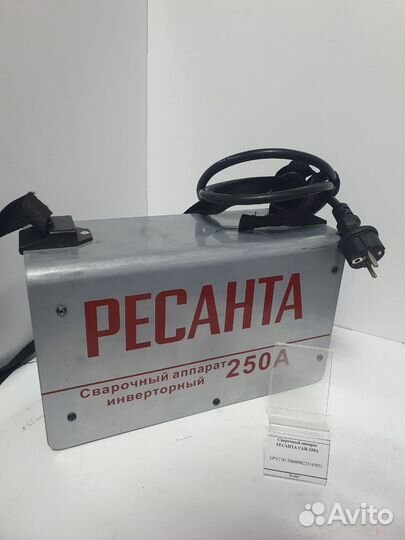 РЕСАНТА
Сварочный аппарат
инверторный
250А
Сварочный аппарат
РЕСАНТА САИ-250А
Avito